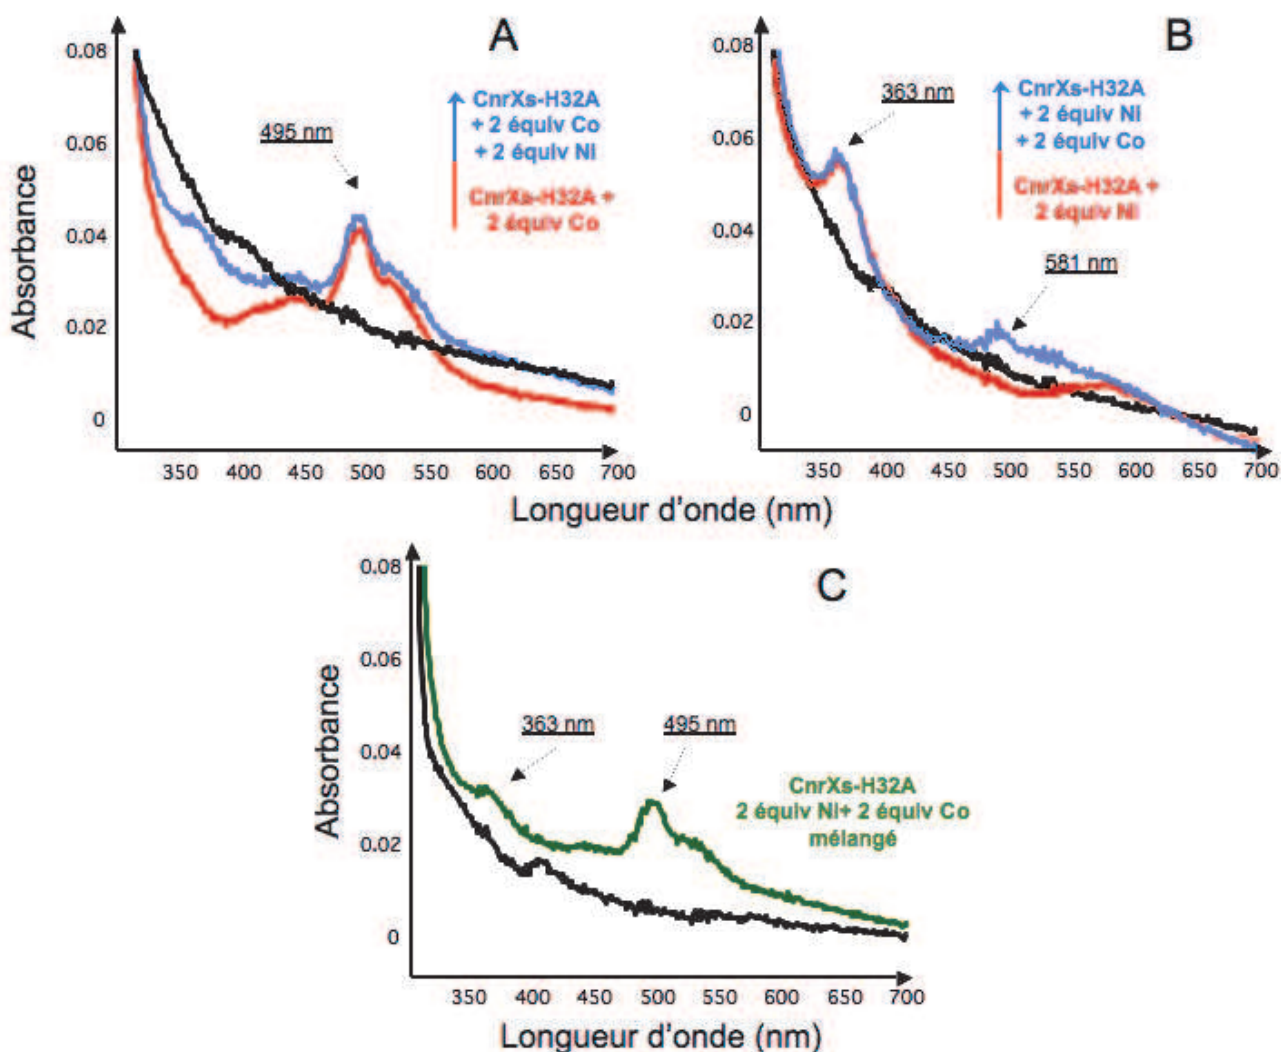 A
Absorbance
0.08
0.06
0.04
0.02
0
495 nm
CnrXs-H32A
+ 2 équiv Co
+ 2 équiv Ni
CnrXs-H32A +
2 équiv Co
350 400 450 500 550 600 650 700
B
0.08
0.06
0.04
0.02
0
363 nm
581 nm
CnrXs-H32A
+ 2 équiv Ni
+ 2 équiv Co
CnrXs-H32A +
2 équiv Ni
350 400 450 500 550 600 650 700
Longueur d'onde (nm)
C
Absorbance
0.08
0.06
0.04
0.02
0
363 nm
495 nm
CnrXs-H32A
2 équiv Ni+ 2 équiv Co
mélangé
350 400 450 500 550 600 650 700
Longueur d'onde (nm)